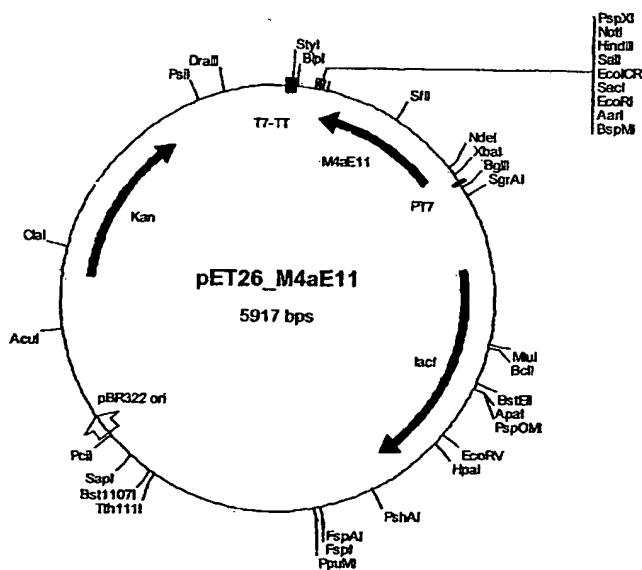 PspXI
NotI
HindIII
SalI
EcoICRI
SacI
EcoRI
AarI
BspMI
StyI
BlpI
DraIII
PsiI
SfiI
T7-TT
M4aE11
NdeI
XbaI
BglII
SgrAI
PT7
Kan
ClaI
pET26_M4aE11
5917 bps
AcuI
lacI
MluI
BclI
BstEII
ApaI
PspOMI
pBR322 ori
EcoRV
HpaI
PciI
SapI
Bst1107I
Tth111I
PshAI
FspAI
FspI
PpuMI